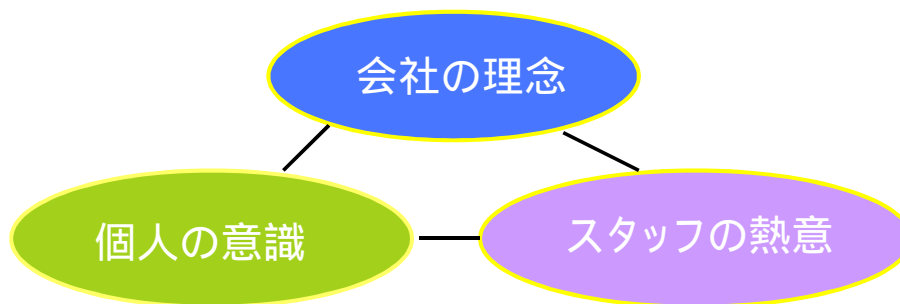 会社の理念
個人の意識
スタッフの熱意